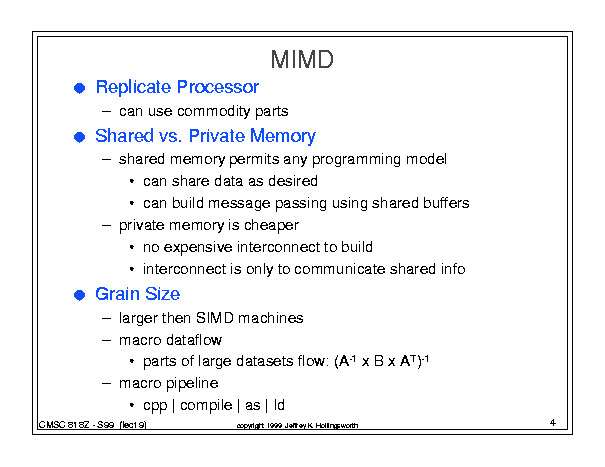 MIMD
● Replicate Processor
– can use commodity parts
● Shared vs. Private Memory
– shared memory permits any programming model
• can share data as desired
• can build message passing using shared buffers
– private memory is cheaper
• no expensive interconnect to build
• interconnect is only to communicate shared info
● Grain Size
– larger then SIMD machines
– macro dataflow
• parts of large datasets flow: (A⁻¹ x B x Aᵀ)⁻¹
– macro pipeline
• cpp | compile | as | ld
CMSC 818Z - S99 (lect 9) copyright 1999 Jeffrey K. Hollingsworth 4